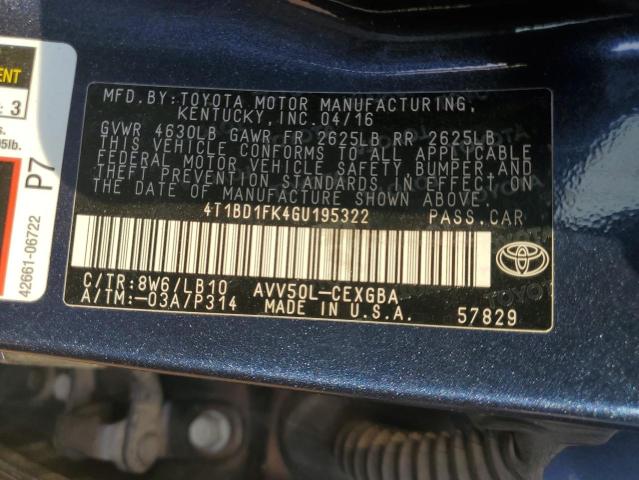 MFD.BY:TOYOTA MOTOR MANUFACTURING,
KENTUCKY, INC.04/16
GVWR 4630LB GAWR FR 2625LB RR 2625LB
THIS VEHICLE CONFORMS TO ALL APPLICABLE
FEDERAL MOTOR VEHICLE SAFETY, BUMPER, AND
THEFT PREVENTION STANDARDS IN EFFECT ON THE
DATE OF MANUFACTURE SHOWN ABOVE.
4T1BD1FK4GU195322 PASS.CAR
C/TR:8W6/LB10 AVV50L-CEXGBA
A/TM:-03A/P314 MADE IN U.S.A. 57829
TOYOTA
3
P7
42661-06722